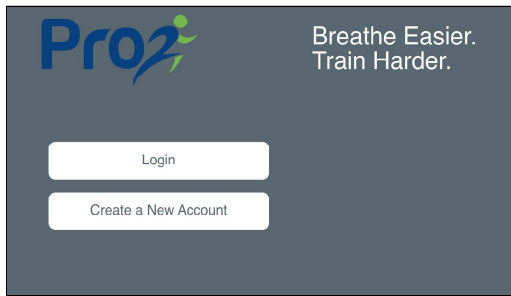 Pro2
Breathe Easier.
Train Harder.
Login
Create a New Account